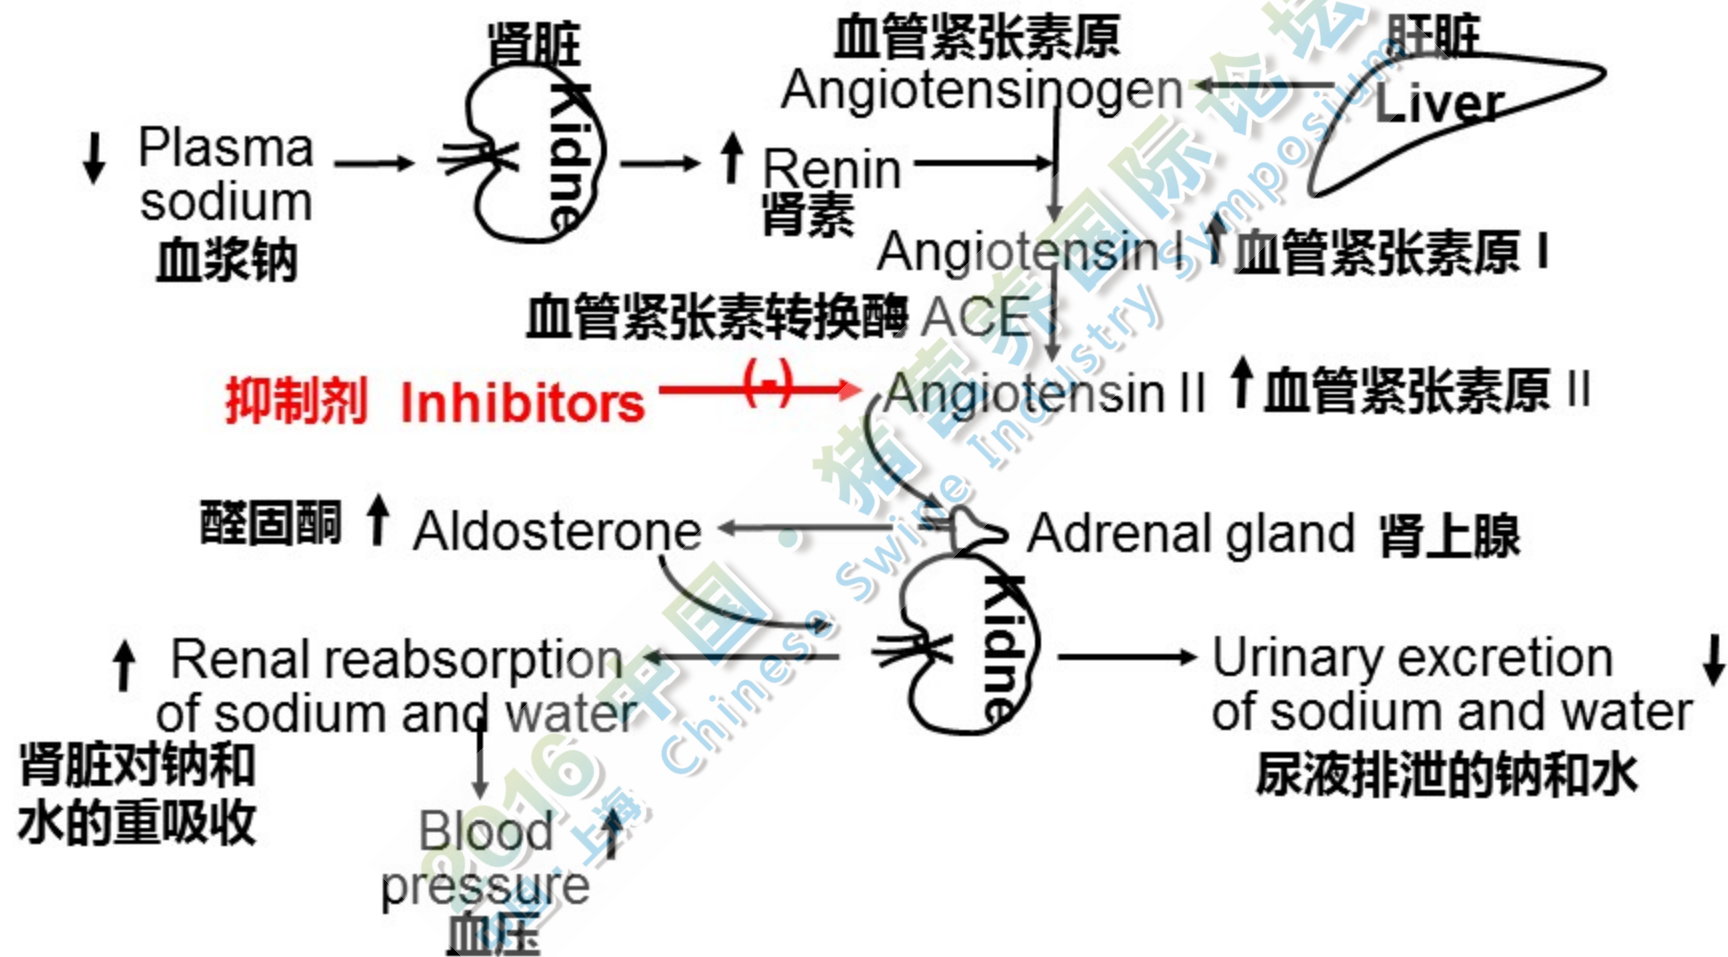 肾脏
Kidne
↓ Plasma
sodium
血浆钠
↑ Renin
肾素
血管紧张素原
Angiotensinogen
肝脏
Liver
Angiotensin I ↑ 血管紧张素原 I
血管紧张素转换酶 ACE
抑制剂 Inhibitors (-)
Angiotensin II ↑ 血管紧张素原 II
醛固酮 ↑ Aldosterone
Adrenal gland 肾上腺
Kidne
↑ Renal reabsorption
of sodium and water
肾脏对钠和
水的重吸收
Urinary excretion ↓
of sodium and water
尿液排泄的钠和水
Blood ↑
pressure
血压
2016 中国·猪营养国际论坛
中国·上海 Chinese Swine Industry Symposium